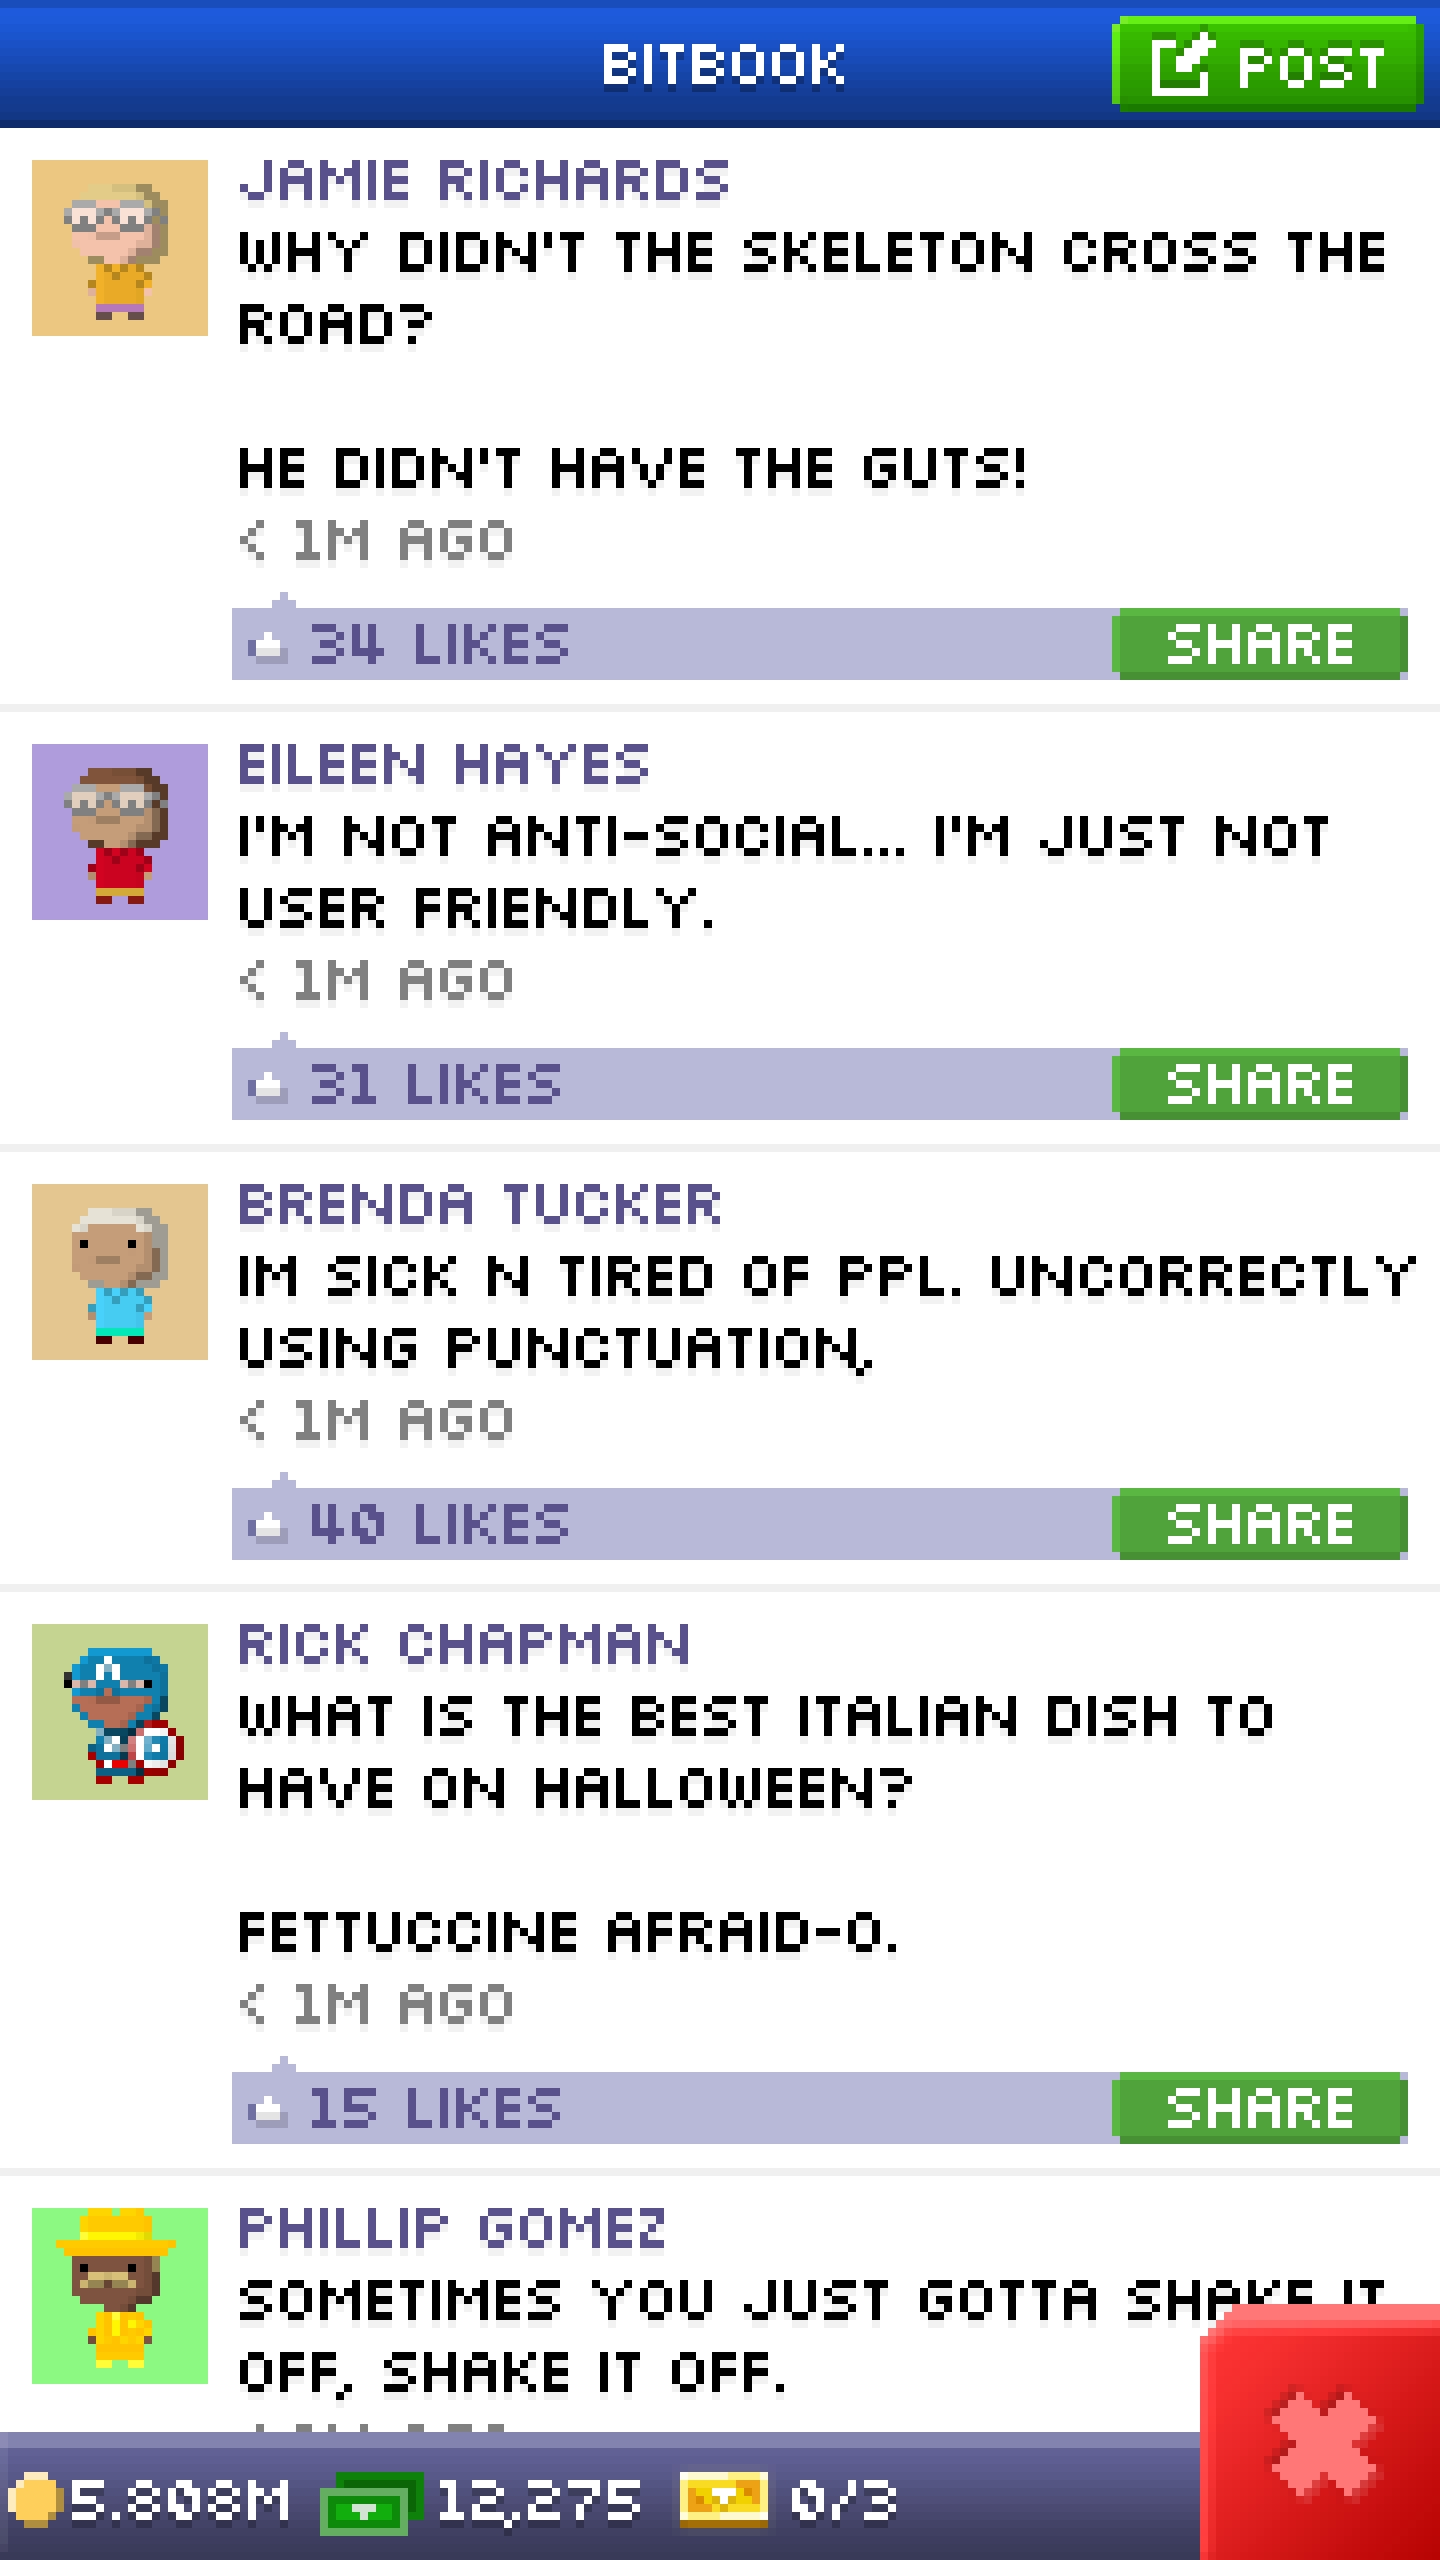 BITBOOK
POST
JAMIE RICHARDS
WHY DIDN'T THE SKELETON CROSS THE
ROAD?
HE DIDN'T HAVE THE GUTS!
< 1M AGO
34 LIKES
SHARE
EILEEN HAYES
I'M NOT ANTI-SOCIAL... I'M JUST NOT
USER FRIENDLY.
< 1M AGO
31 LIKES
SHARE
BRENDA TUCKER
IM SICK N TIRED OF PPL. UNCORRECTLY
USING PUNCTUATION,
< 1M AGO
40 LIKES
SHARE
RICK CHAPMAN
WHAT IS THE BEST ITALIAN DISH TO
HAVE ON HALLOWEEN?
FETTUCCINE AFRAID-O.
< 1M AGO
15 LIKES
SHARE
PHILLIP GOMEZ
SOMETIMES YOU JUST GOTTA SHAKE IT
OFF, SHAKE IT OFF.
5.808M
12,275
0/3